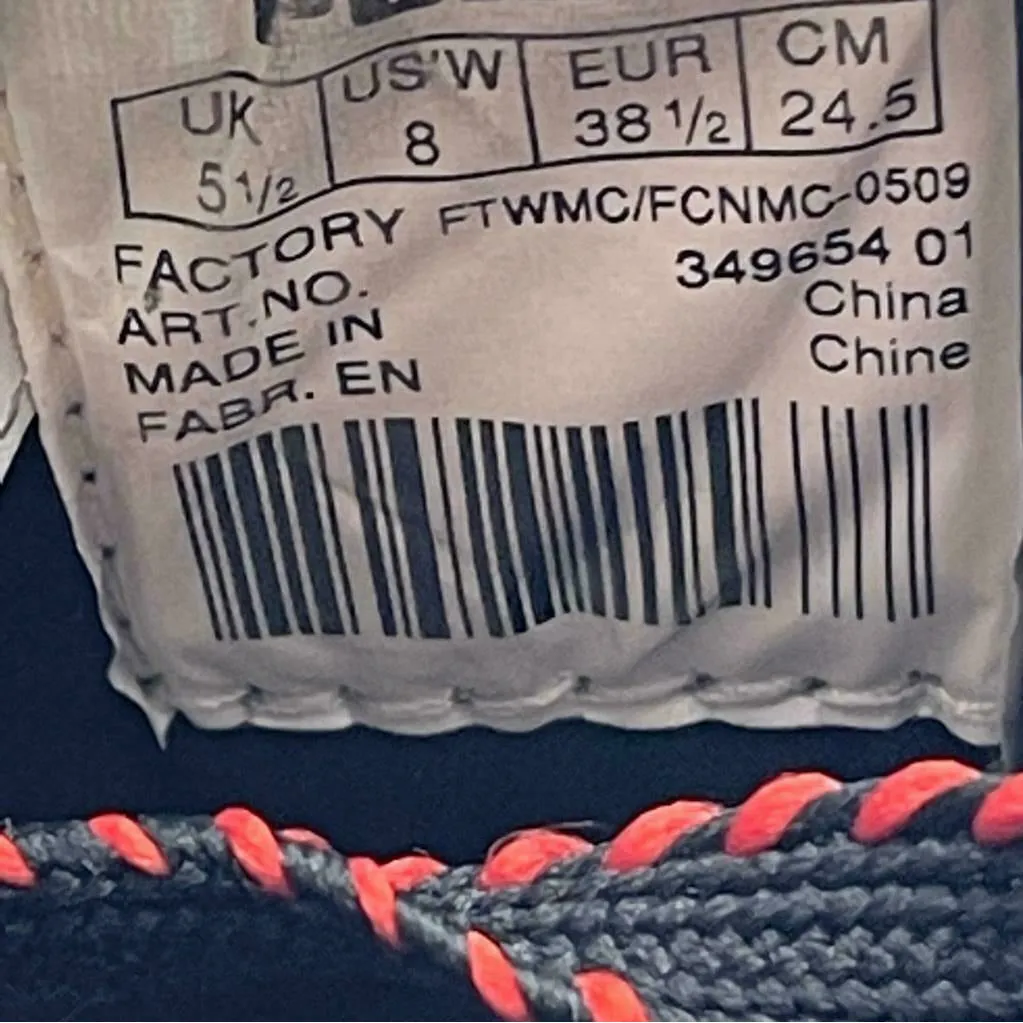 UK US'W EUR CM
5 1/2 8 38 1/2 24.5
FACTORY FTWMC/FCNMC-0509
ART.NO. 349654 01
MADE IN China
FABR. EN Chine